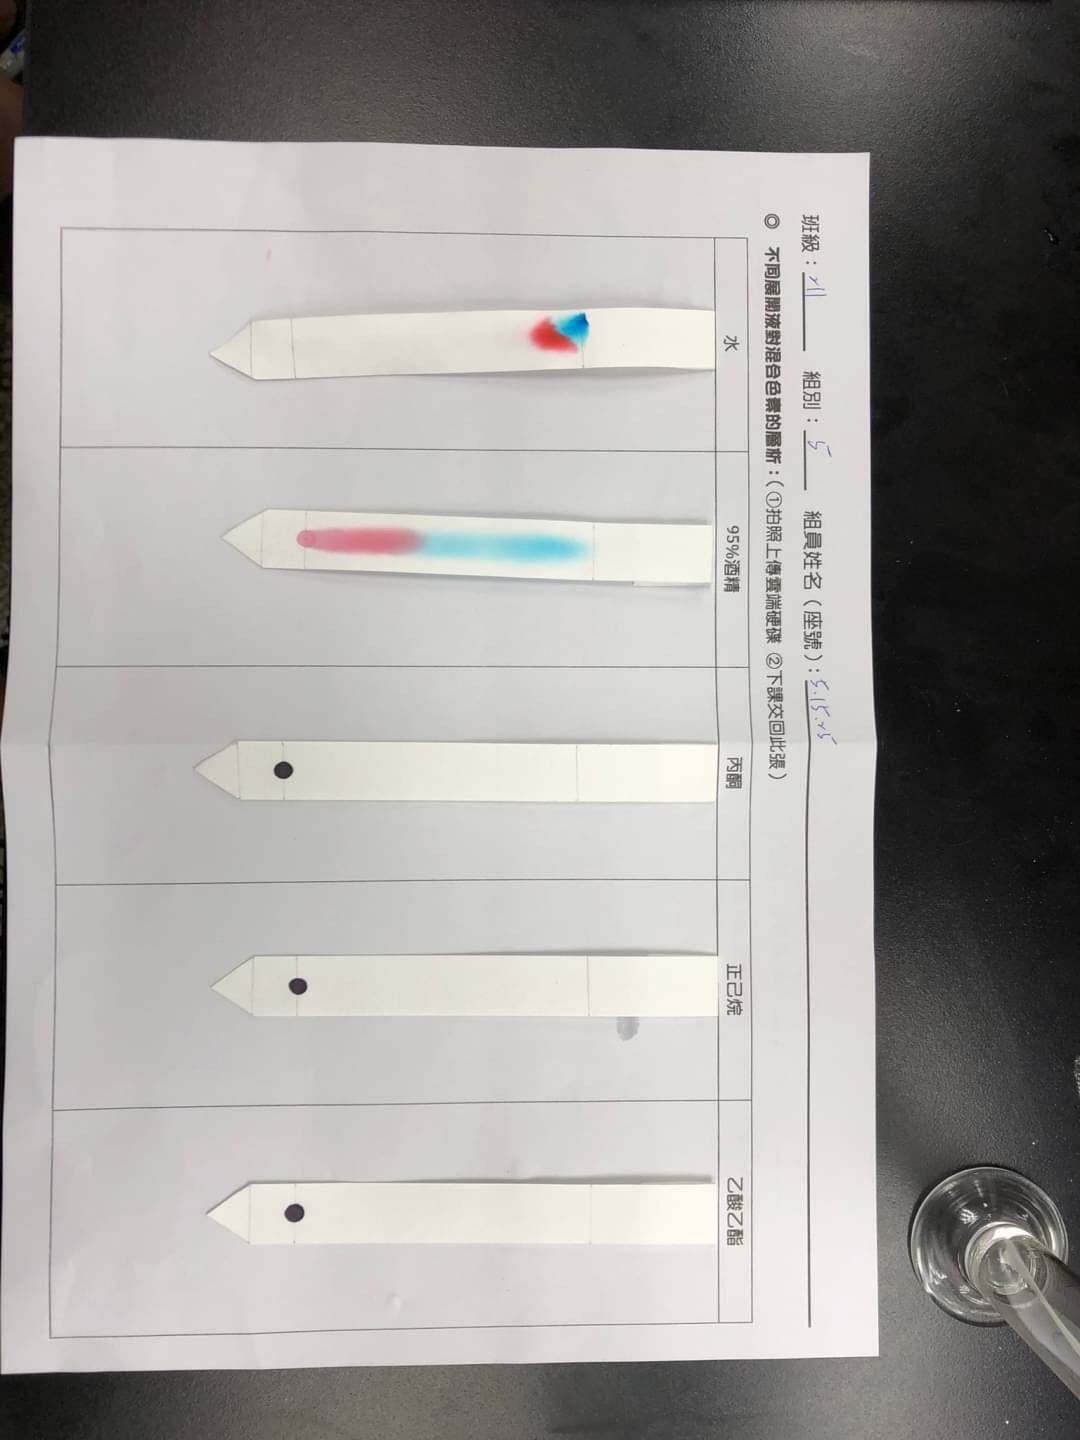 班級：211 組別：5 組員姓名（座號）：5.15.25
◎ 不同展開液對混合色素的層析：（①拍照上傳雲端硬碟 ②下課交回此張）
水 95%酒精 丙酮 正己烷 乙酸乙酯